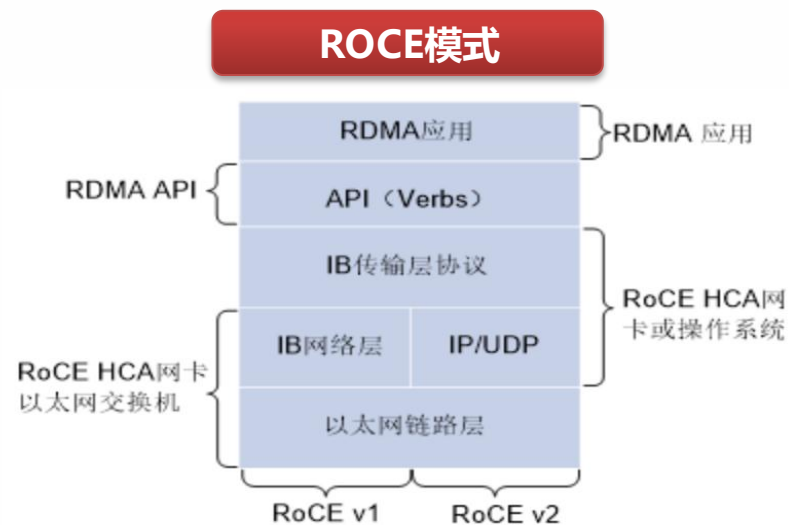 ROCE模式
RDMA应用
RDMA 应用
RDMA API
API（Verbs）
IB传输层协议
RoCE HCA网
卡或操作系统
IB网络层
IP/UDP
RoCE HCA网卡
以太网交换机
以太网链路层
RoCE v1
RoCE v2